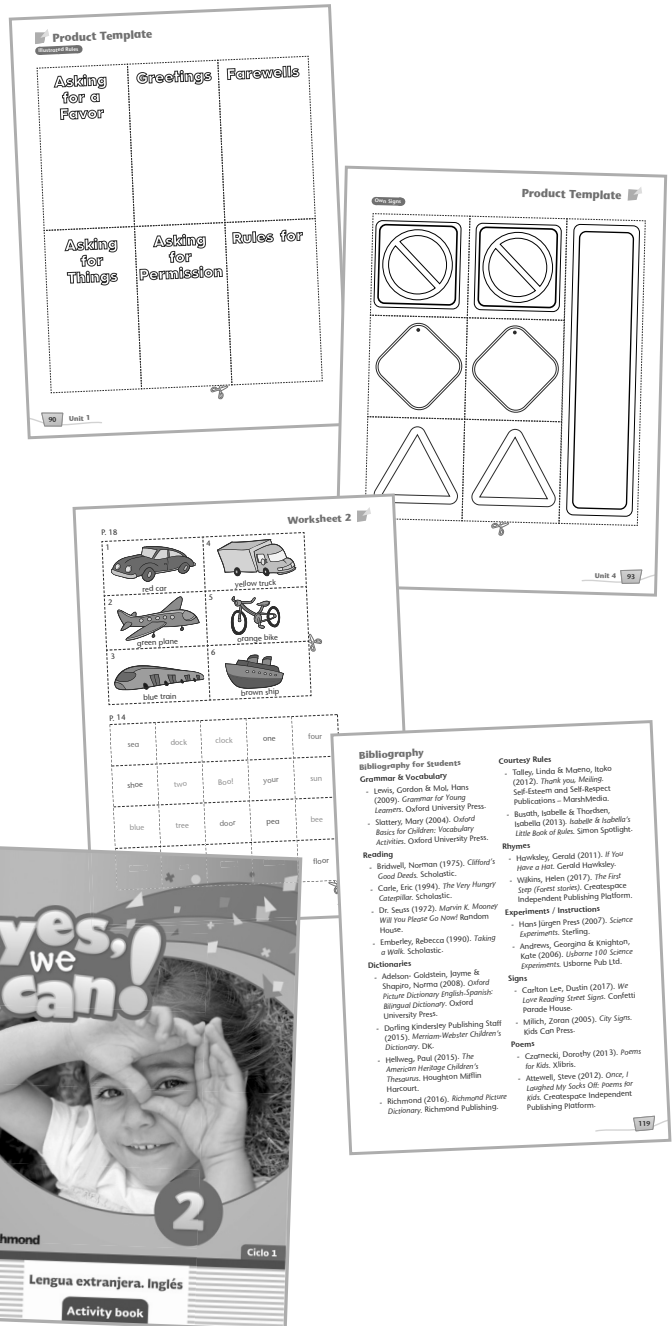 Product Template
Illustrated Rules
Asking
for a
Favor
Greetings
Farewells
Asking
for
Things
Asking
for
Permission
Rules for
90 Unit 1
Product Template
Own Signs
Unit 4 93
Worksheet 2
P. 18
1
red car
4
yellow truck
2
green plane
5
orange bike
3
blue train
6
brown ship
P. 14
sea dock clock one four
shoe two Boo! your sun
blue tree door pea bee
floor
Bibliography
Bibliography for Students
Grammar & Vocabulary
- Lewis, Gordon & Mol, Hans
(2009). Grammar for Young
Learners. Oxford University Press.
- Slattery, Mary (2004). Oxford
Basics for Children: Vocabulary
Activities. Oxford University Press.
Reading
- Bridwell, Norman (1975). Clifford's
Good Deeds. Scholastic.
- Carle, Eric (1994). The Very Hungry
Caterpillar. Scholastic.
- Dr. Seuss (1972). Marvin K. Mooney
Will You Please Go Now! Random
House.
- Emberley, Rebecca (1990). Taking
a Walk. Scholastic.
Dictionaries
- Adelson- Goldstein, Jayme &
Shapiro, Norma (2008). Oxford
Picture Dictionary English-Spanish:
Bilingual Dictionary. Oxford
University Press.
- Dorling Kindersley Publishing Staff
(2015). Merriam-Webster Children's
Dictionary. DK.
- Hellweg, Paul (2015). The
American Heritage Children's
Thesaurus. Houghton Mifflin
Harcourt.
- Richmond (2016). Richmond Picture
Dictionary. Richmond Publishing.
Courtesy Rules
- Talley, Linda & Maeno, Itoko
(2012). Thank you, Meiling.
Self-Esteem and Self-Respect
Publications – MarshMedia.
- Busath, Isabelle & Thordsen,
Isabella (2013). Isabelle & Isabella's
Little Book of Rules. Simon Spotlight.
Rhymes
- Hawksley, Gerald (2011). If You
Have a Hat. Gerald Hawksley.
- Wilkins, Helen (2017). The First
Step (Forest stories). Createspace
Independent Publishing Platform.
Experiments / Instructions
- Hans Jürgen Press (2007). Science
Experiments. Sterling.
- Andrews, Georgina & Knighton,
Kate (2006). Usborne 100 Science
Experiments. Usborne Pub Ltd.
Signs
- Carlton Lee, Dustin (2017). We
Love Reading Street Signs. Confetti
Parade House.
- Milich, Zoran (2005). City Signs.
Kids Can Press.
Poems
- Czarnecki, Dorothy (2013). Poems
for Kids. Xlibris.
- Attewell, Steve (2012). Once, I
Laughed My Socks Off: Poems for
Kids. Createspace Independent
Publishing Platform.
119
yes,
we
can!
2
hmond
Ciclo 1
Lengua extranjera. Inglés
Activity book